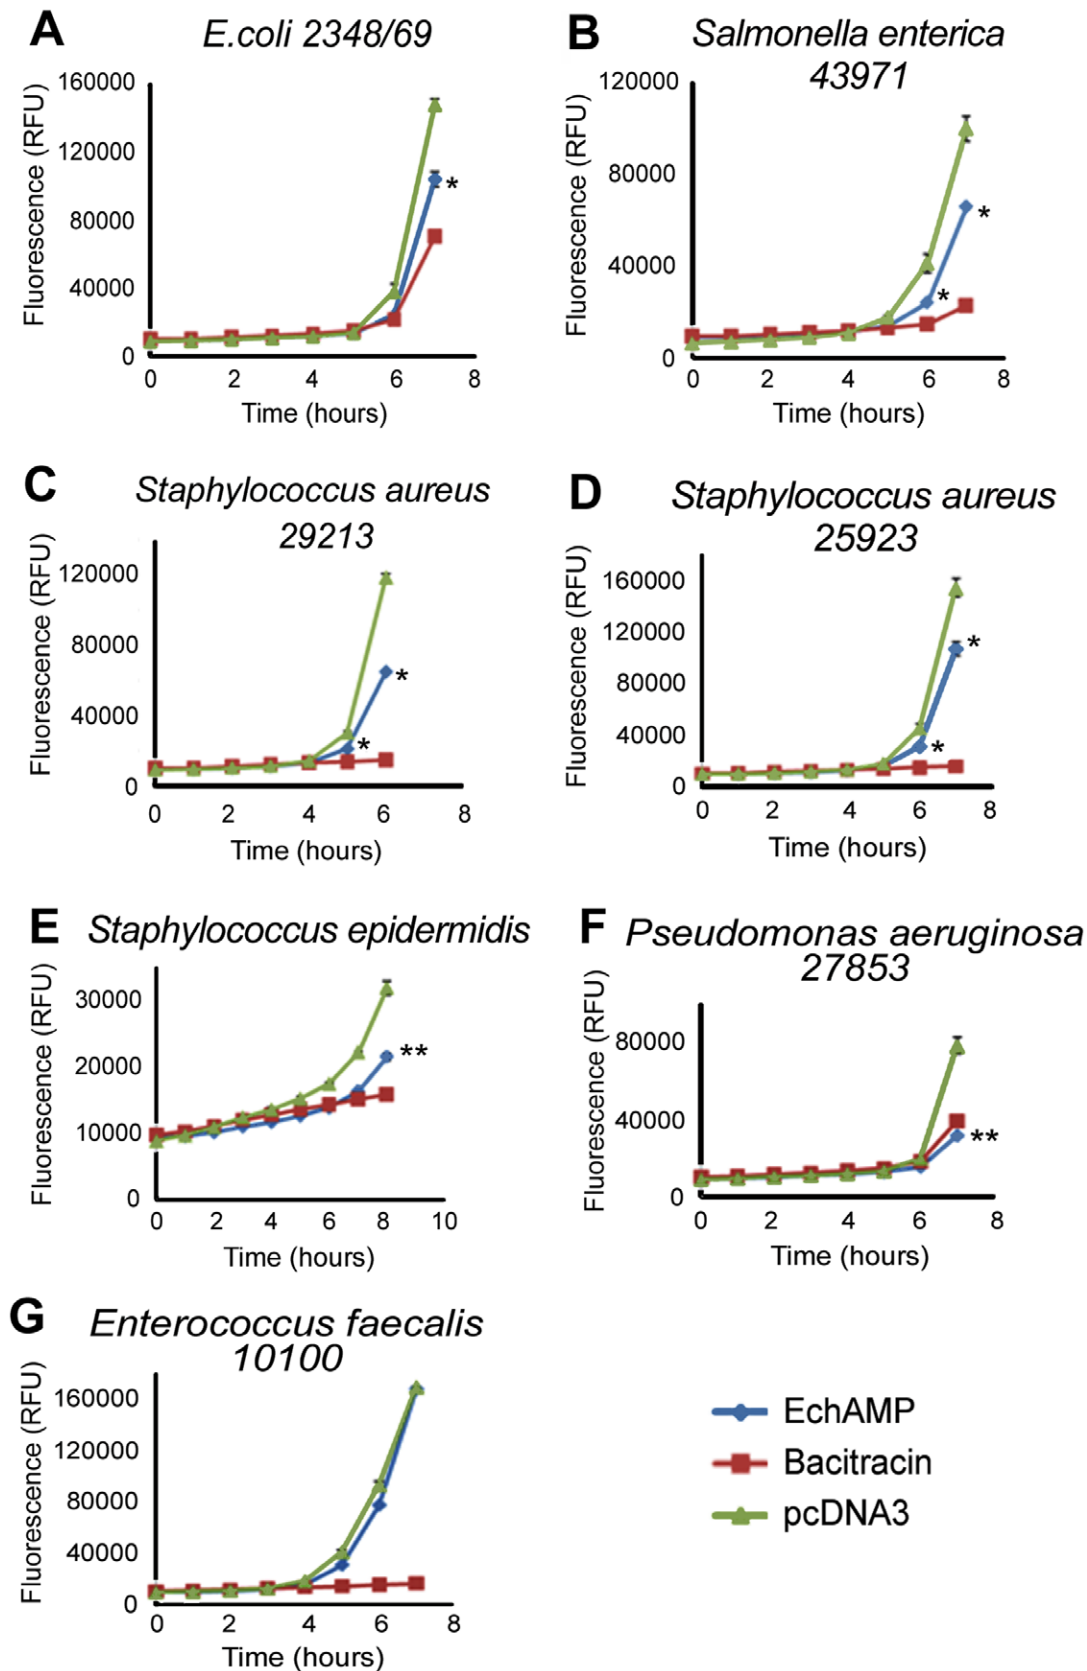 A
E.coli 2348/69
Fluorescence (RFU)
160000
120000
80000
40000
0
*
0 2 4 6 8
Time (hours)
B
Salmonella enterica
43971
Fluorescence (RFU)
120000
80000
40000
0
*
*
0 2 4 6 8
Time (hours)
C
Staphylococcus aureus
29213
Fluorescence (RFU)
120000
80000
40000
0
*
*
0 2 4 6 8
Time (hours)
D
Staphylococcus aureus
25923
Fluorescence (RFU)
160000
120000
80000
40000
0
*
*
0 2 4 6 8
Time (hours)
E
Staphylococcus epidermidis
Fluorescence (RFU)
30000
20000
10000
0
**
0 2 4 6 8 10
Time (hours)
F
Pseudomonas aeruginosa
27853
Fluorescence (RFU)
80000
40000
0
**
0 2 4 6 8
Time (hours)
G
Enterococcus faecalis
10100
Fluorescence (RFU)
160000
120000
80000
40000
0
0 2 4 6 8
Time (hours)
EchAMP
Bacitracin
pcDNA3